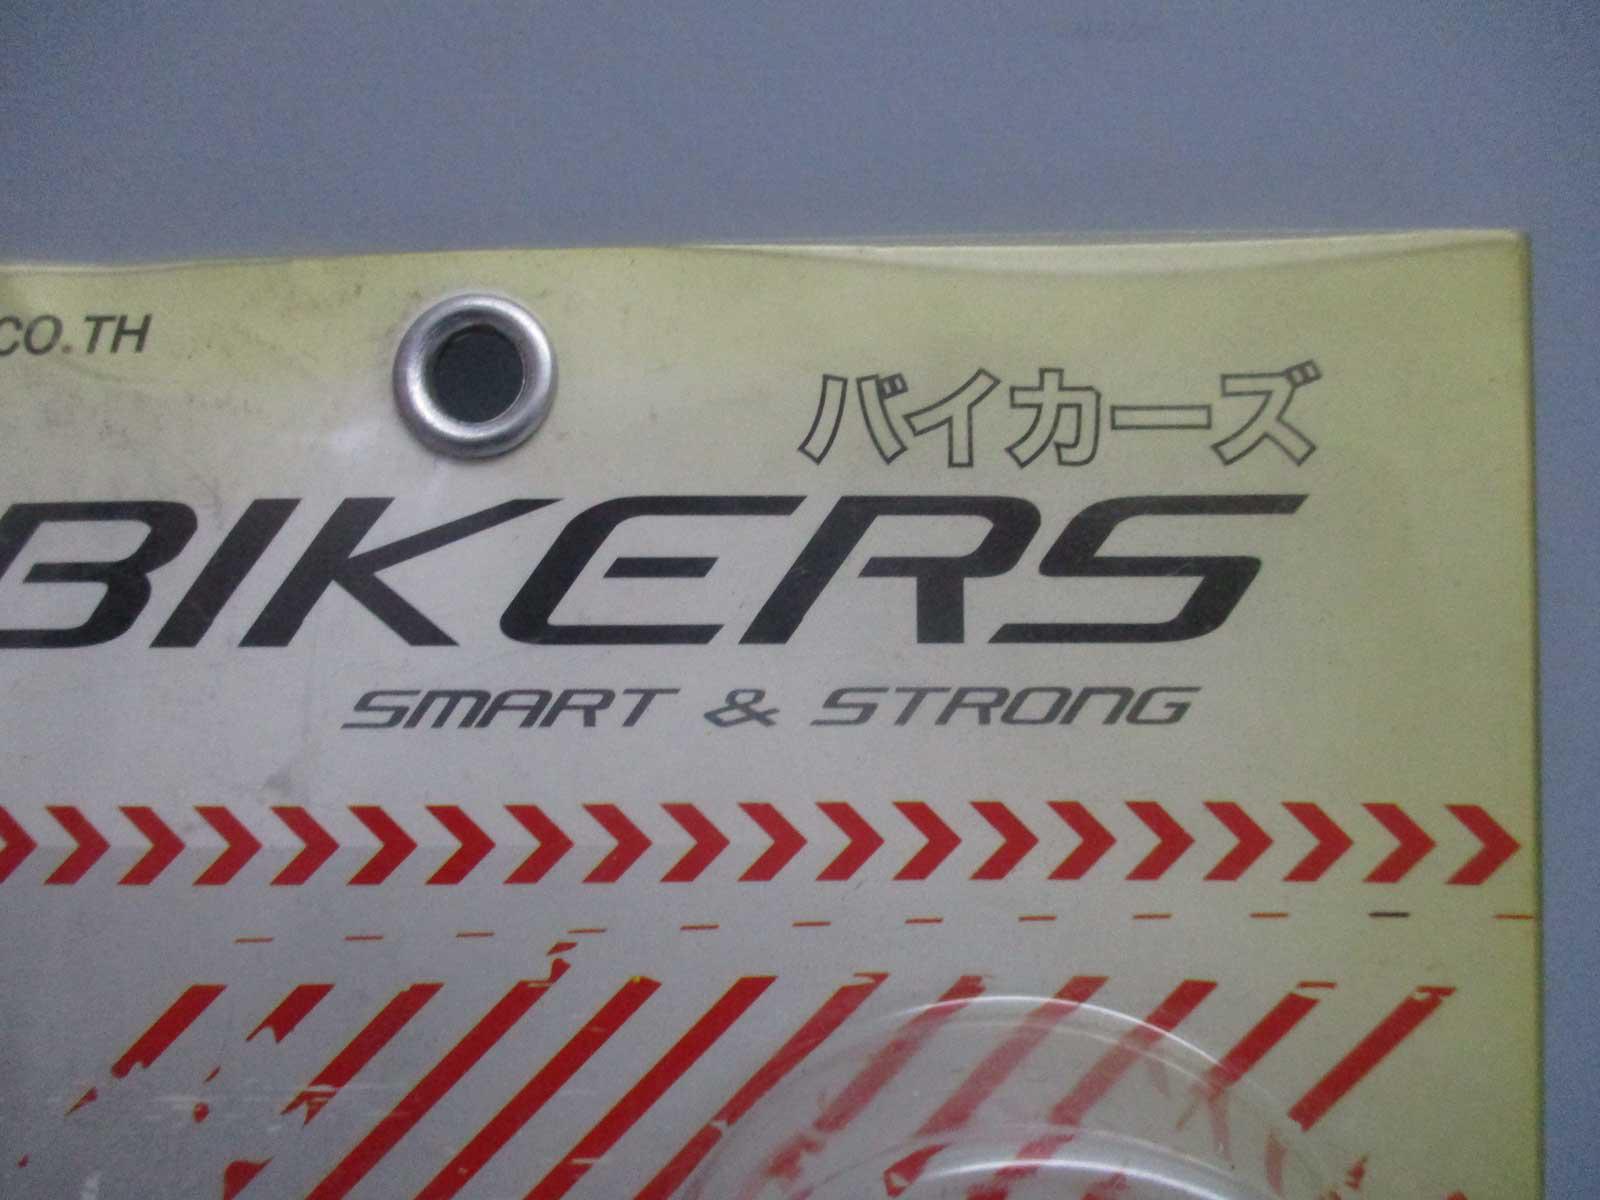 CO.TH
バイカーズ
BIKERS
SMART & STRONG